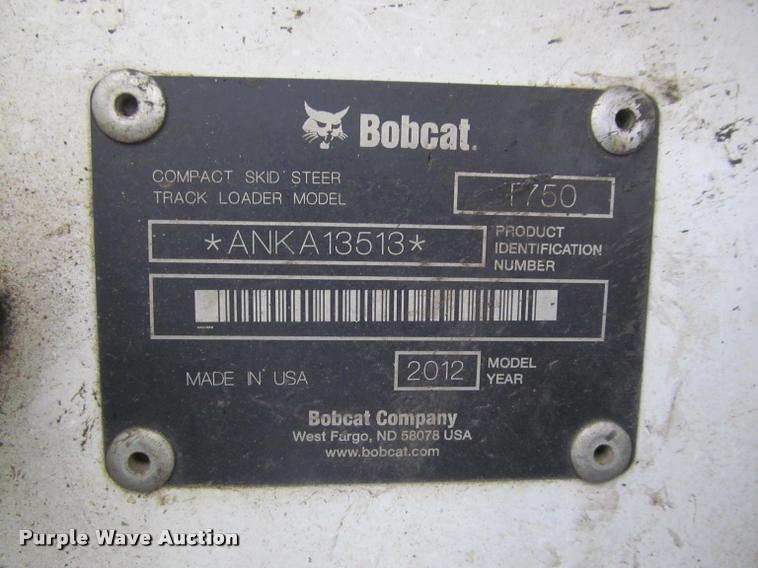 Bobcat.
COMPACT SKID STEER
TRACK LOADER MODEL
T750
*ANKA13513*
PRODUCT
IDENTIFICATION
NUMBER
MADE IN USA
2012
MODEL
YEAR
Bobcat Company
West Fargo, ND 58078 USA
www.bobcat.com
Purple Wave Auction